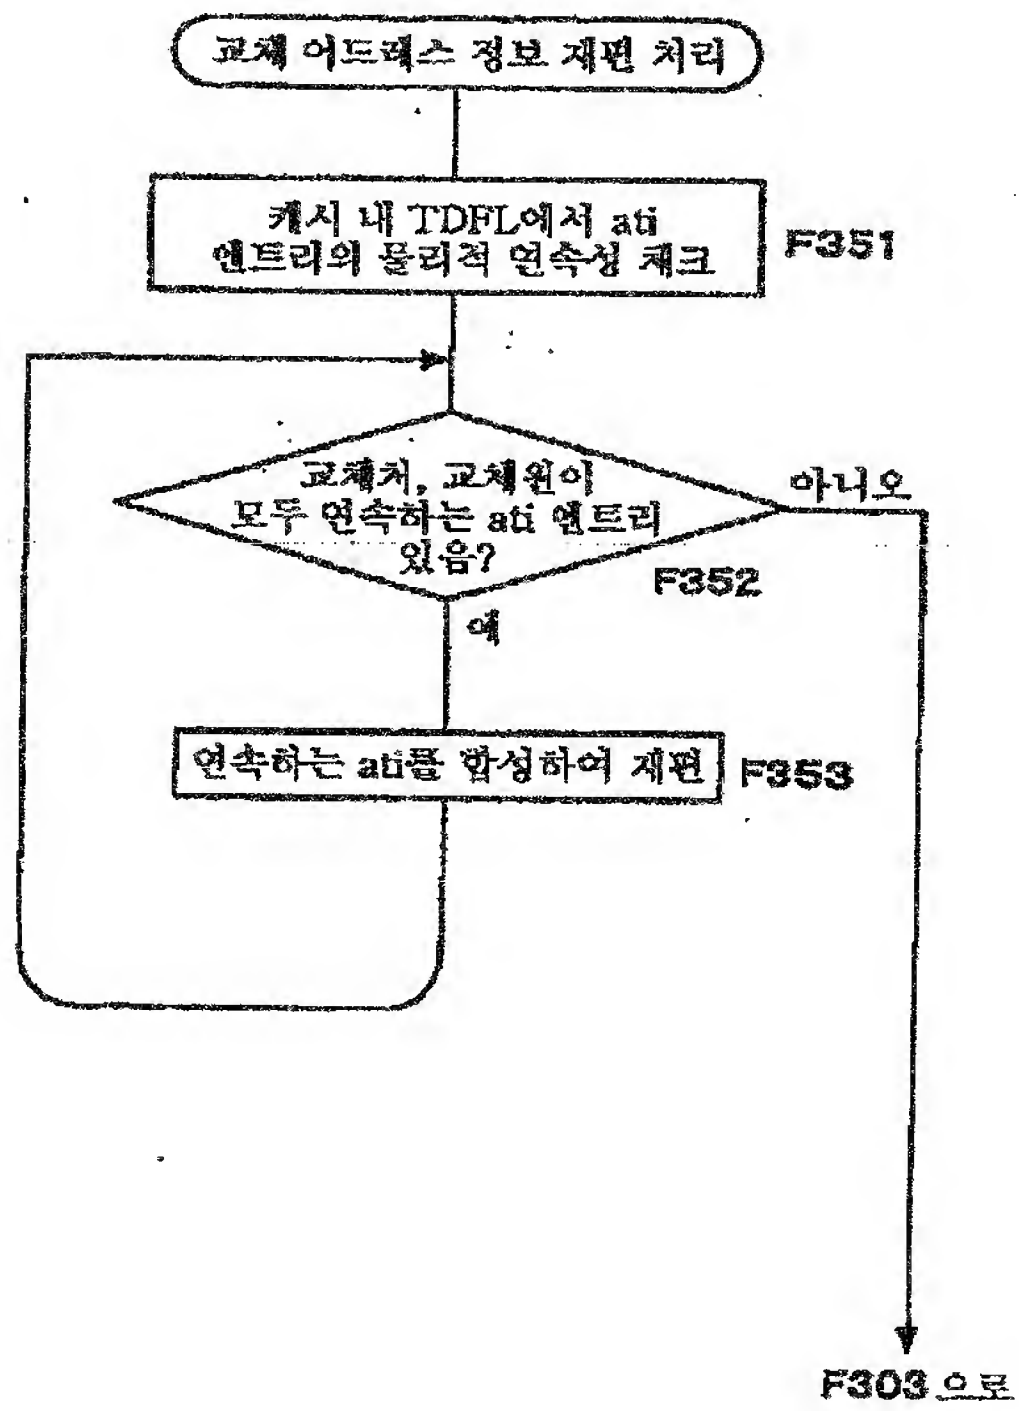 교체 어드레스 정보 재편 처리
캐시 내 TDFL에서 ati
엔트리의 물리적 연속성 체크
F351
교체처, 교체원이
모두 연속하는 ati 엔트리
있음?
아니오
F352
예
연속하는 ati를 합성하여 재편
F353
F303으로